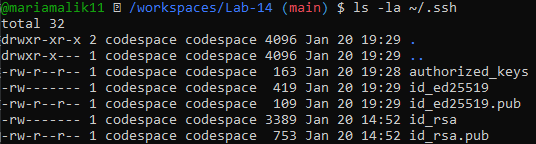 @mariamalik11 /workspaces/Lab-14 (main) $ ls -la ~/.ssh
total 32
drwxr-xr-x 2 codespace codespace 4096 Jan 20 19:29 .
drwxr-x--- 1 codespace codespace 4096 Jan 20 19:29 ..
-rw-r--r-- 1 codespace codespace 163 Jan 20 19:28 authorized_keys
-rw------- 1 codespace codespace 419 Jan 20 19:29 id_ed25519
-rw-r--r-- 1 codespace codespace 109 Jan 20 19:29 id_ed25519.pub
-rw------- 1 codespace codespace 3389 Jan 20 14:52 id_rsa
-rw-r--r-- 1 codespace codespace 753 Jan 20 14:52 id_rsa.pub